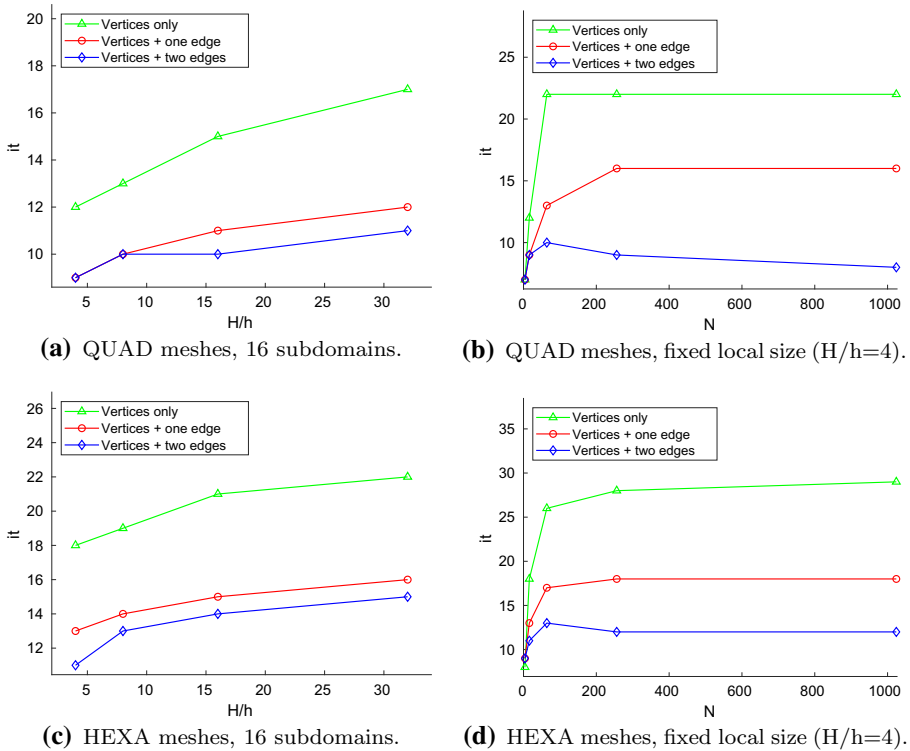 20
18
16
14
12
10
it
Vertices only
Vertices + one edge
Vertices + two edges
5 10 15 20 25 30
H/h
(a) QUAD meshes, 16 subdomains.
25
20
15
10
it
Vertices only
Vertices + one edge
Vertices + two edges
0 200 400 600 800 1000
N
(b) QUAD meshes, fixed local size (H/h=4).
26
24
22
20
18
16
14
12
it
Vertices only
Vertices + one edge
Vertices + two edges
5 10 15 20 25 30
H/h
(c) HEXA meshes, 16 subdomains.
35
30
25
20
15
10
it
Vertices only
Vertices + one edge
Vertices + two edges
0 200 400 600 800 1000
N
(d) HEXA meshes, fixed local size (H/h=4).